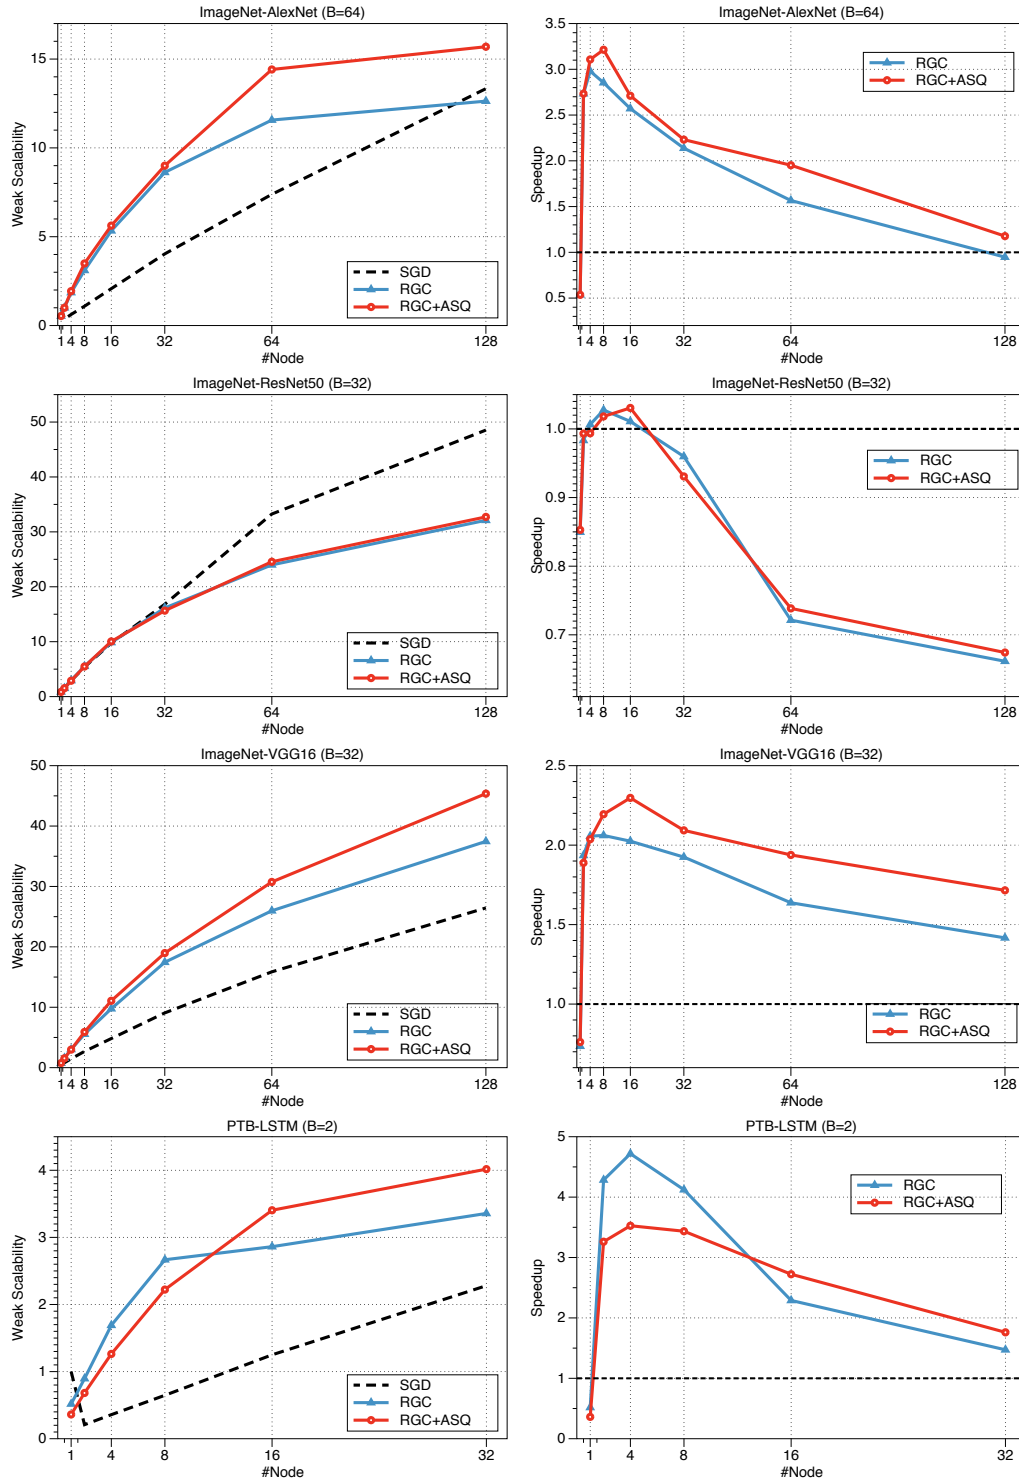 ImageNet-AlexNet (B=64)
Weak Scalability
15
10
5
0
SGD
RGC
RGC+ASQ
1 4 8 16 32 64 128
#Node
ImageNet-AlexNet (B=64)
Speedup
3.5
3.0
2.5
2.0
1.5
1.0
0.5
RGC
RGC+ASQ
1 4 8 16 32 64 128
#Node
ImageNet-ResNet50 (B=32)
Weak Scalability
50
40
30
20
10
0
SGD
RGC
RGC+ASQ
1 4 8 16 32 64 128
#Node
ImageNet-ResNet50 (B=32)
Speedup
1.0
0.9
0.8
0.7
RGC
RGC+ASQ
1 4 8 16 32 64 128
#Node
ImageNet-VGG16 (B=32)
Weak Scalability
50
40
30
20
10
0
SGD
RGC
RGC+ASQ
1 4 8 16 32 64 128
#Node
ImageNet-VGG16 (B=32)
Speedup
2.5
2.0
1.5
1.0
RGC
RGC+ASQ
1 4 8 16 32 64 128
#Node
PTB-LSTM (B=2)
Weak Scalability
4
3
2
1
0
SGD
RGC
RGC+ASQ
1 4 8 16 32
#Node
PTB-LSTM (B=2)
Speedup
5
4
3
2
1
0
RGC
RGC+ASQ
1 4 8 16 32
#Node